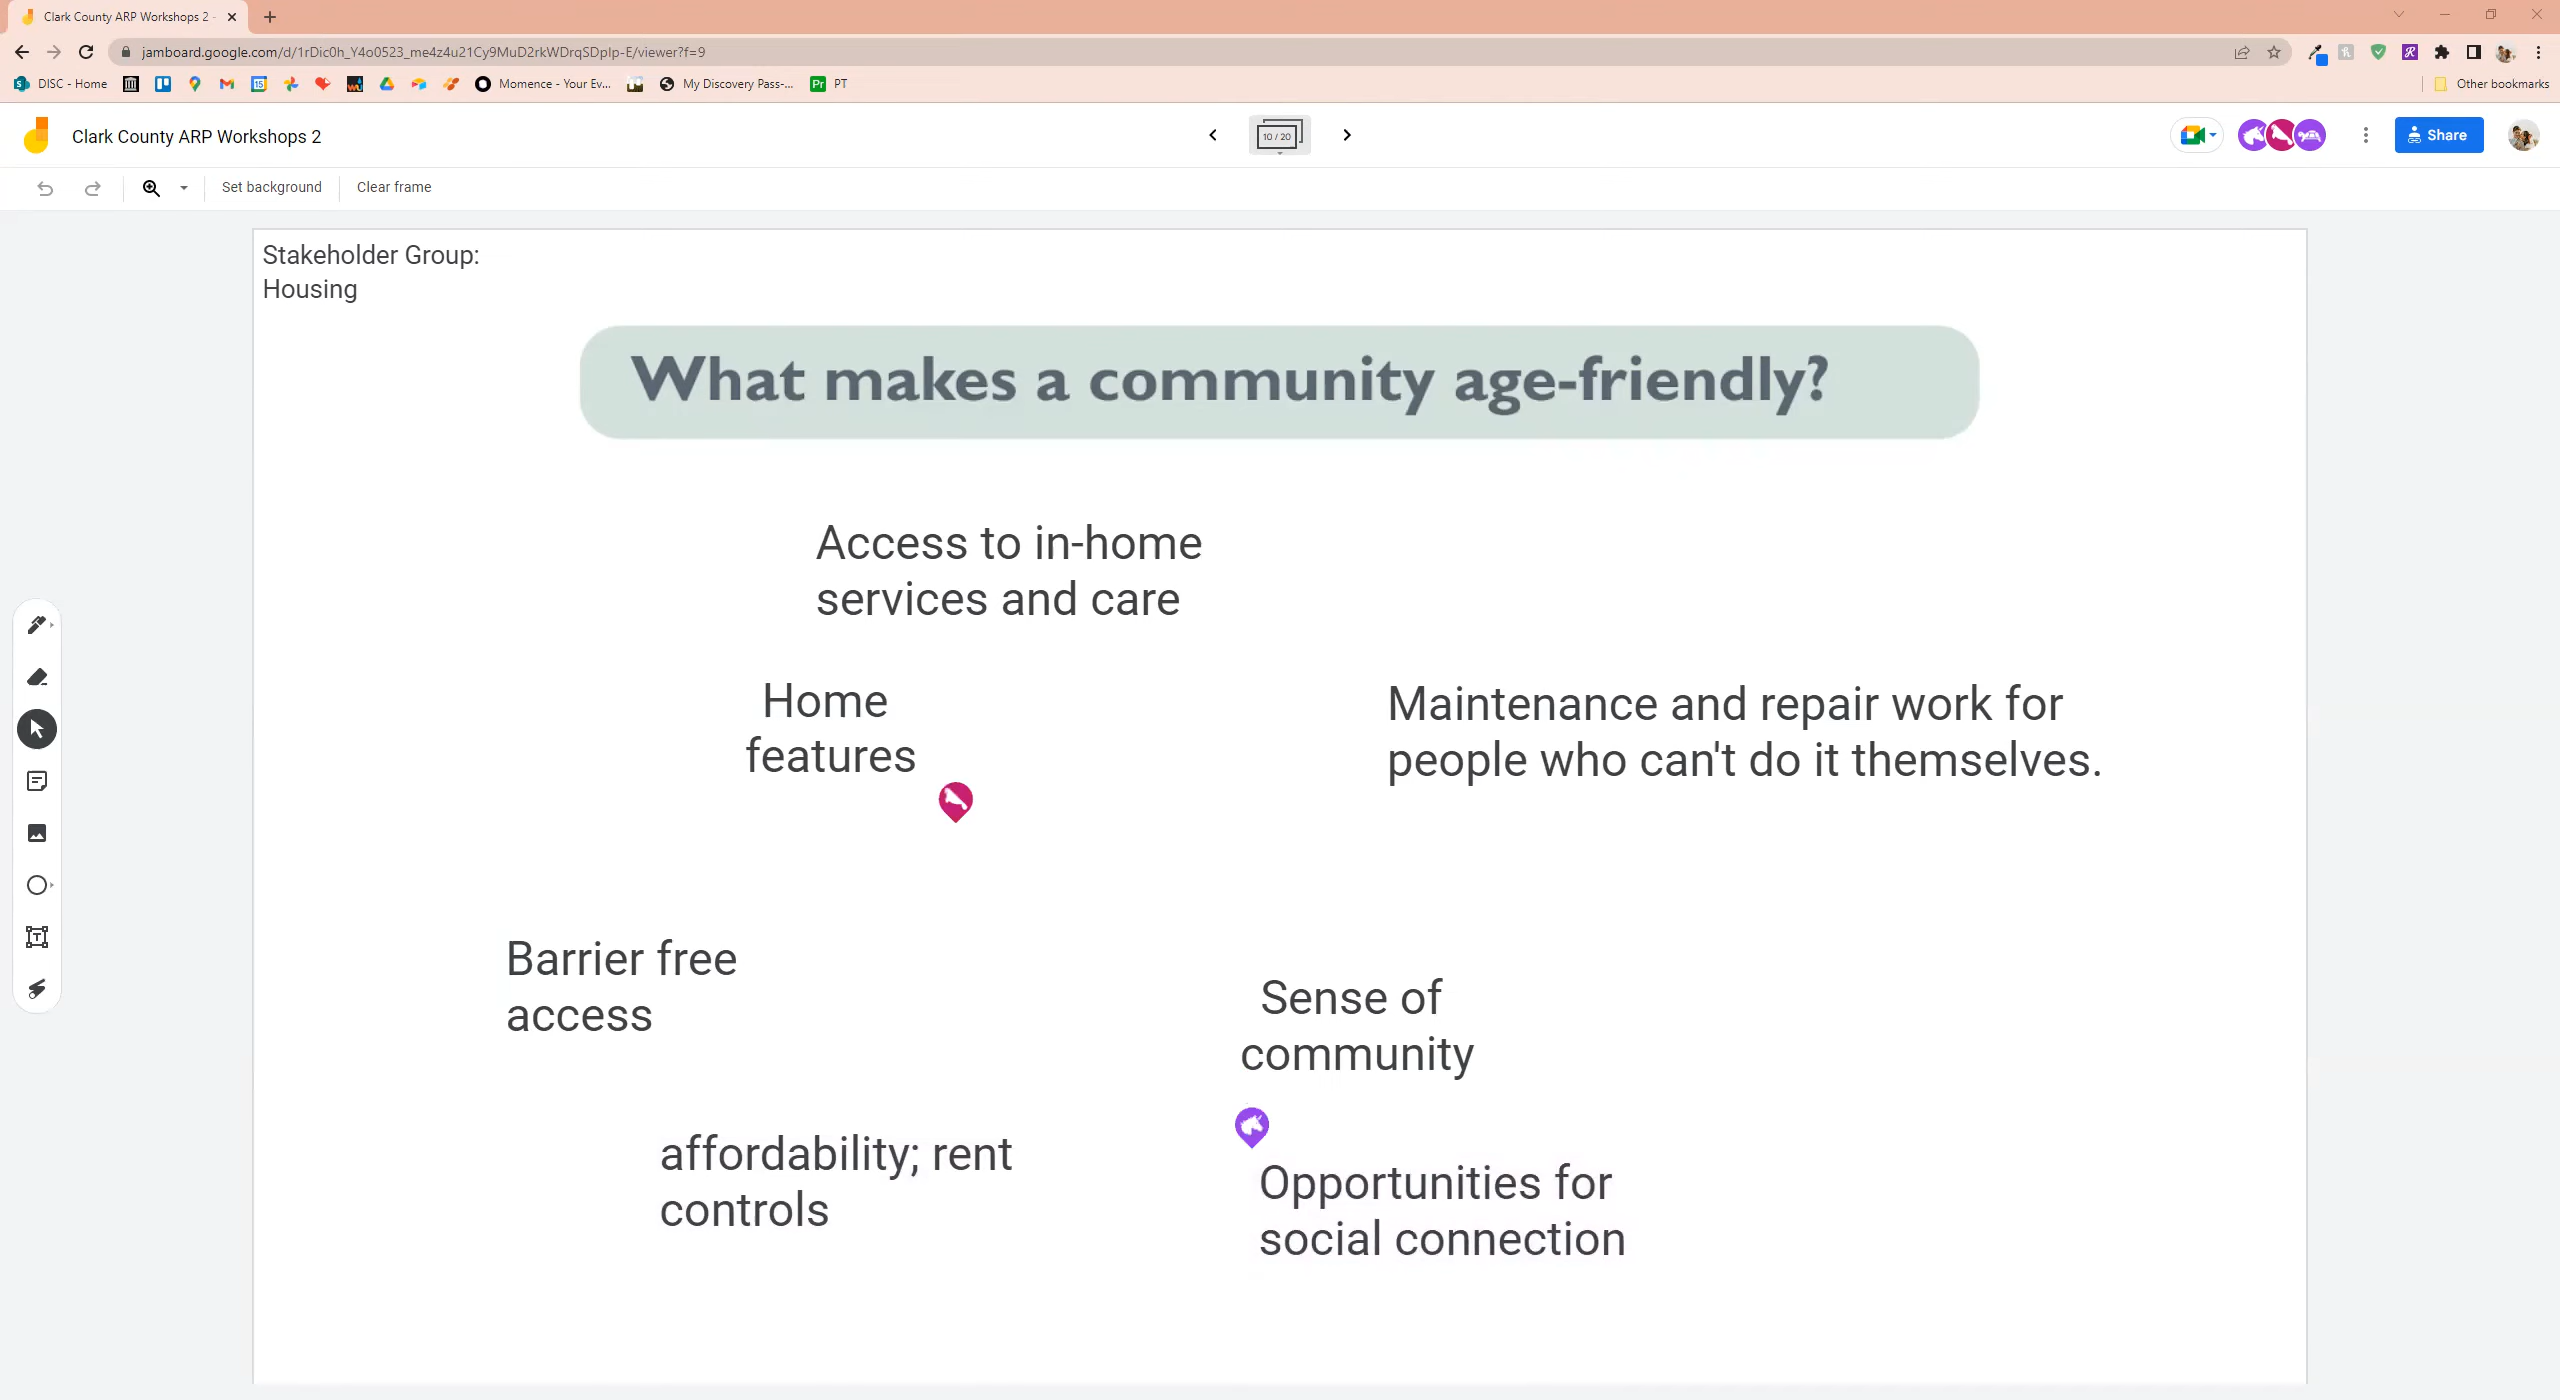 Clark County ARP Workshops 2 -
jamboard.google.com/d/1rDic0h_Y4o0523_me4z4u21Cy9MuD2rkWDrqSDpIp-E/viewer?f=9
DISC - Home
15
Momence - Your Ev...
My Discovery Pass-...
Pr PT
Other bookmarks
Clark County ARP Workshops 2
10 / 20
Share
Set background
Clear frame
Stakeholder Group:
Housing
What makes a community age-friendly?
Access to in-home
services and care
Home
features
Maintenance and repair work for
people who can't do it themselves.
Barrier free
access
Sense of
community
affordability; rent
controls
Opportunities for
social connection